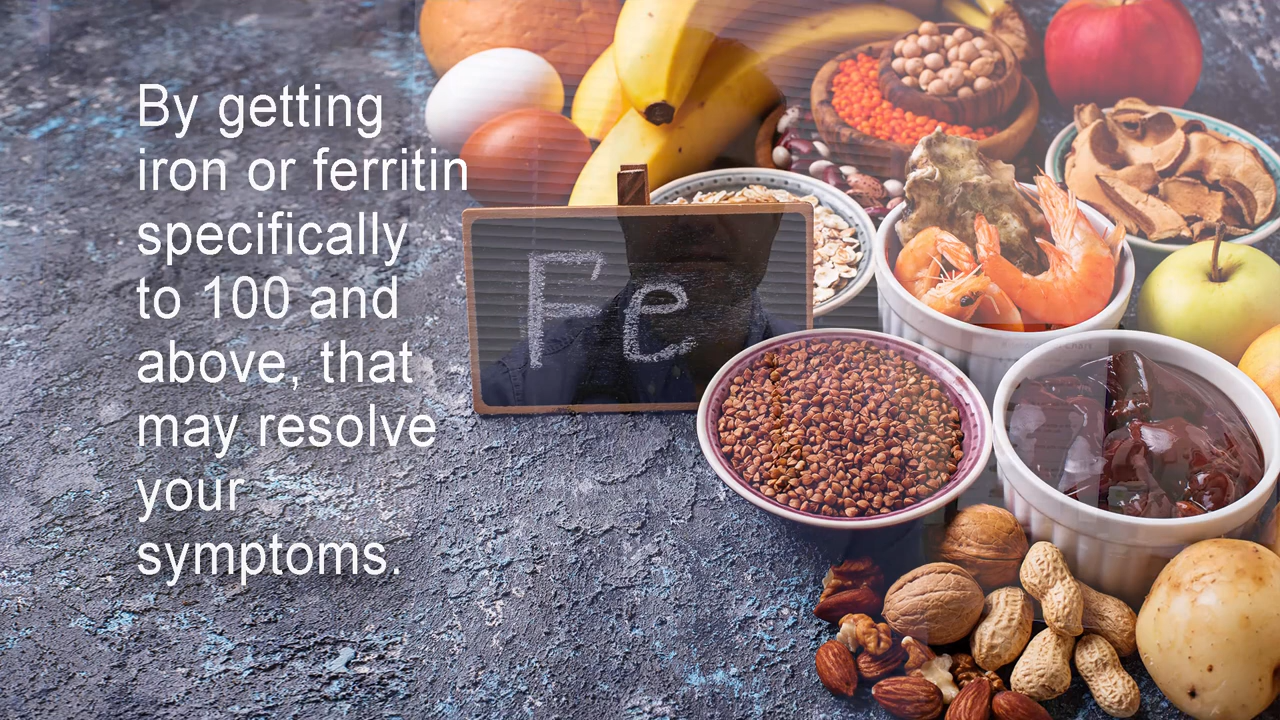 By getting
iron or ferritin
specifically
to 100 and
above, that
may resolve
your
symptoms.
Fe